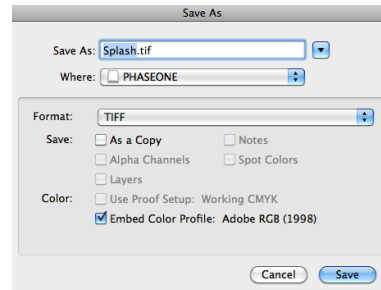 Save As
Save As: Splash.tif
Where: PHASEONE
Format: TIFF
Save: As a Copy Notes
Alpha Channels Spot Colors
Layers
Color: Use Proof Setup: Working CMYK
Embed Color Profile: Adobe RGB (1998)
Cancel Save